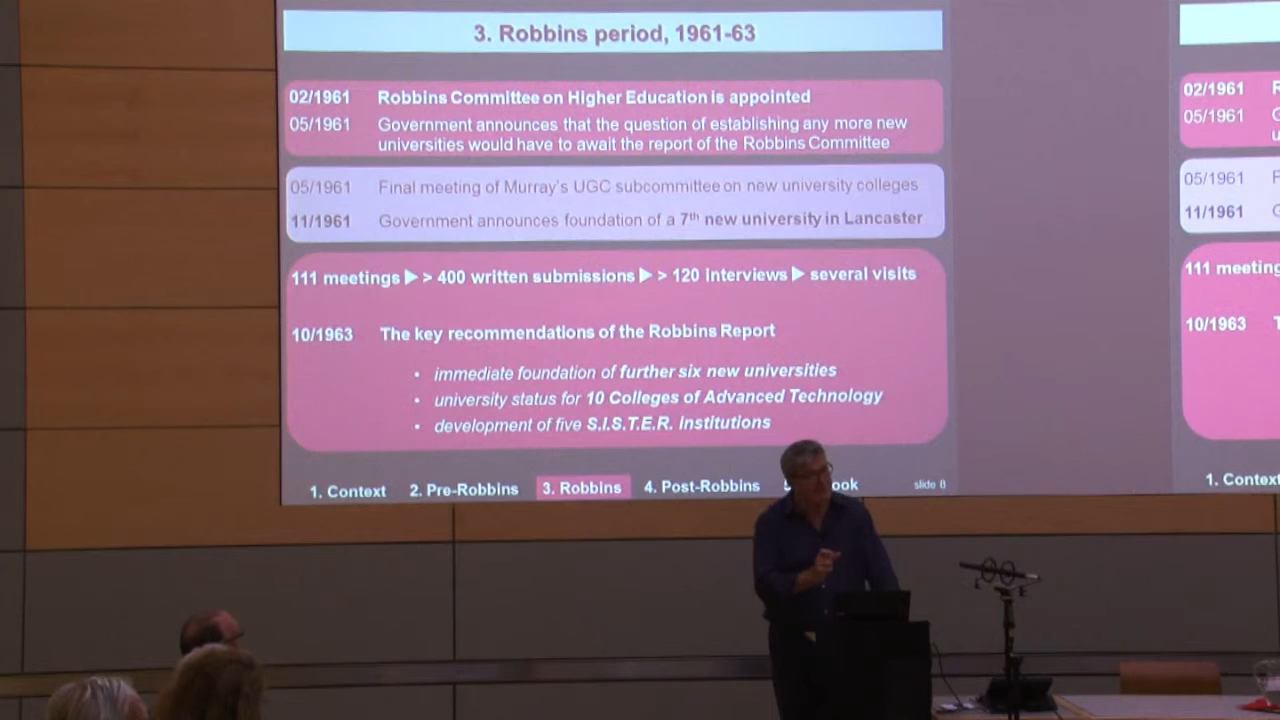 3. Robbins period, 1961-63
02/1961 Robbins Committee on Higher Education is appointed
05/1961 Government announces that the question of establishing any more new
universities would have to await the report of the Robbins Committee
05/1961 Final meeting of Murray's UGC subcommittee on new university colleges
11/1961 Government announces foundation of a 7th new university in Lancaster
111 meetings ▶ > 400 written submissions ▶ > 120 interviews ▶ several visits
10/1963 The key recommendations of the Robbins Report
• immediate foundation of further six new universities
• university status for 10 Colleges of Advanced Technology
• development of five S.I.S.T.E.R. institutions
1. Context 2. Pre-Robbins 3. Robbins 4. Post-Robbins slide 8
02/1961
05/1961
05/1961
11/1961
111 meeting
10/1963
1. Context